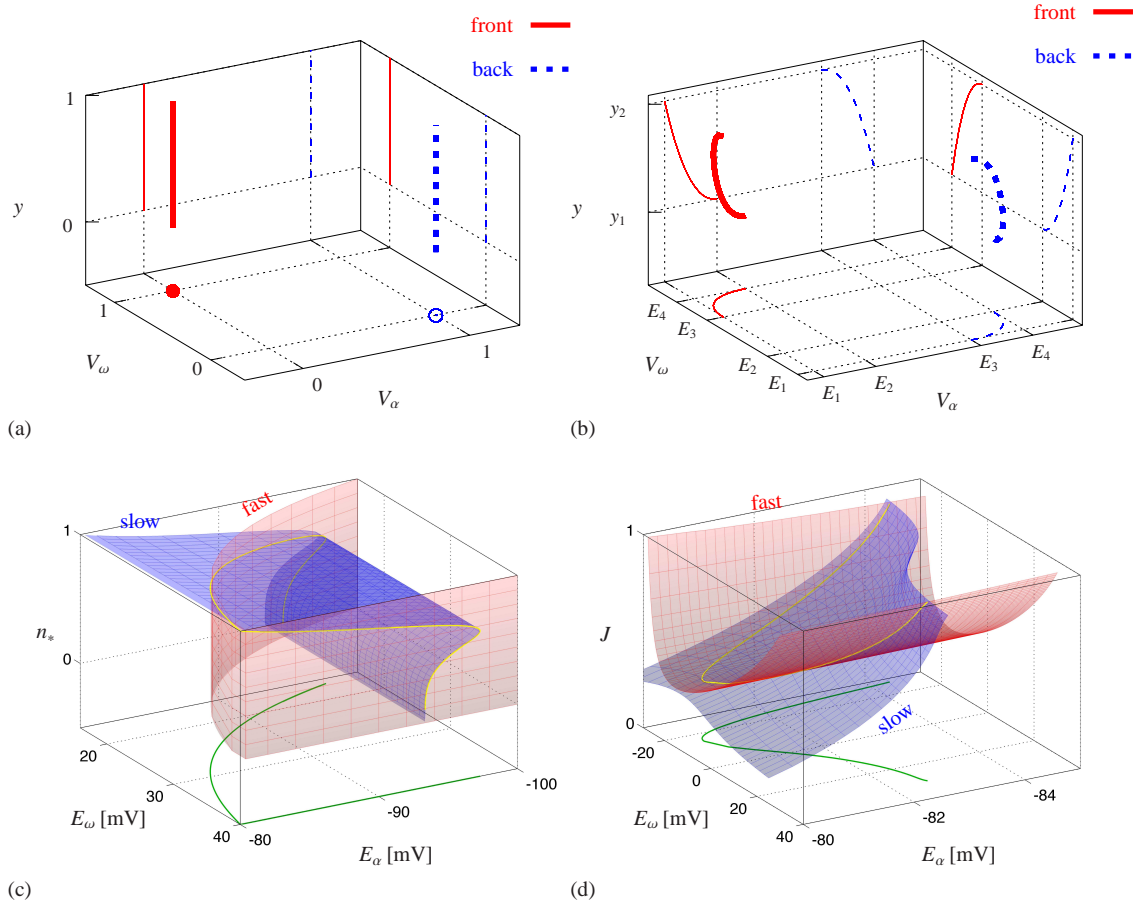 front
back
1
y
0
1
V_ω
0
0
V_α
1
(a)
front
back
y_2
y
y_1
E_4
E_3
V_ω
E_2
E_1
E_1
E_2
V_α
E_3
E_4
(b)
slow
fast
1
n_*
0
20
30
E_ω [mV]
40
-80
-90
-100
E_α [mV]
(c)
fast
1
J
slow
0
-20
0
20
E_ω [mV]
40
-80
-82
-84
E_α [mV]
(d)